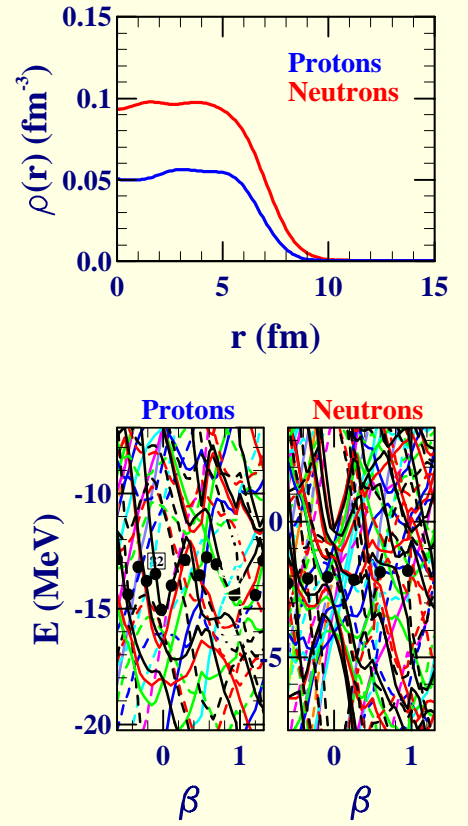 0.15
0.1
0.05
0.0
ρ(r) (fm-3)
Protons
Neutrons
0 5 10 15
r (fm)
Protons Neutrons
-10
-15
-20
E (MeV)
0
-5
0 1 0 1
β β